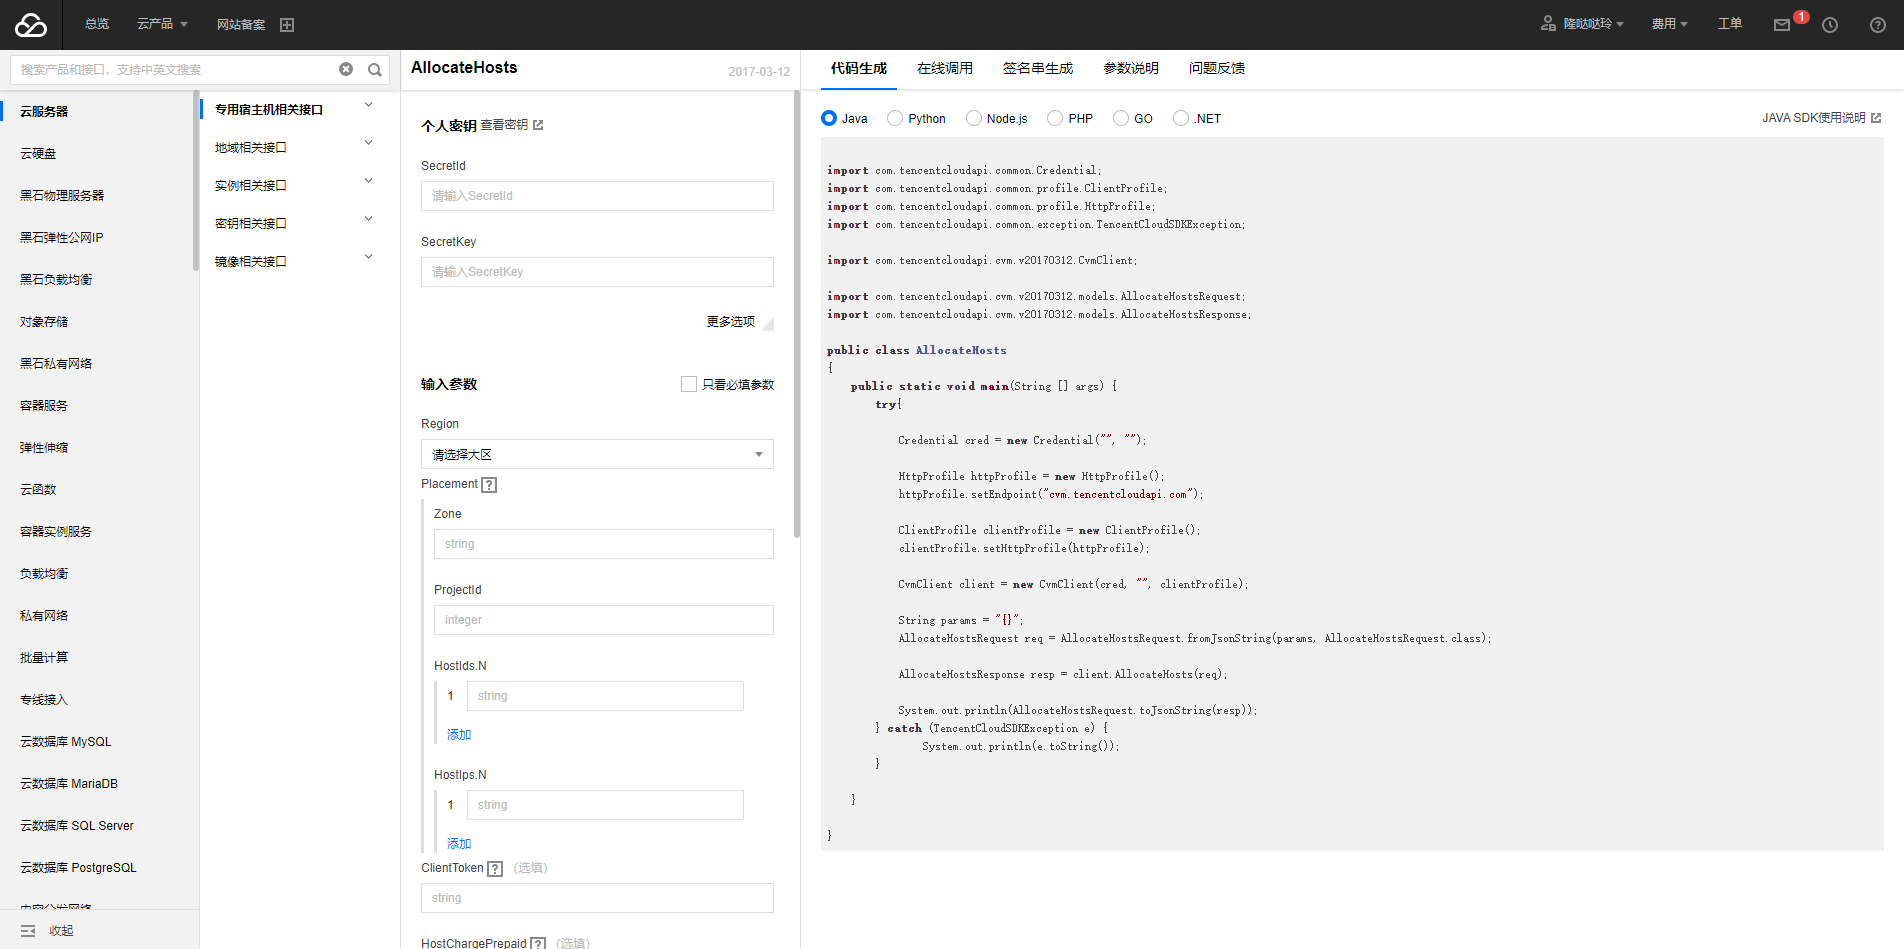 总览
云产品
网站备案
隆哒哒玲
费用
工单
1
搜索产品和接口，支持中英文搜索
云服务器
云硬盘
黑石物理服务器
黑石弹性公网IP
黑石负载均衡
对象存储
黑石私有网络
容器服务
弹性伸缩
云函数
容器实例服务
负载均衡
私有网络
批量计算
专线接入
云数据库 MySQL
云数据库 MariaDB
云数据库 SQL Server
云数据库 PostgreSQL
内容分发网络
收起
专用宿主机相关接口
地域相关接口
实例相关接口
密钥相关接口
镜像相关接口
AllocateHosts
2017-03-12
个人密钥 查看密钥
SecretId
请输入SecretId
SecretKey
请输入SecretKey
更多选项
输入参数
只看必填参数
Region
请选择大区
Placement ?
Zone
string
ProjectId
integer
HostIds.N
1 string
添加
HostIps.N
1 string
添加
ClientToken ? (选填)
string
HostChargePrepaid ? (选填)
代码生成
在线调用
签名串生成
参数说明
问题反馈
Java
Python
Node.js
PHP
GO
.NET
JAVA SDK使用说明
import com.tencentcloudapi.common.Credential;
import com.tencentcloudapi.common.profile.ClientProfile;
import com.tencentcloudapi.common.profile.HttpProfile;
import com.tencentcloudapi.common.exception.TencentCloudSDKException;
import com.tencentcloudapi.cvm.v20170312.CvmClient;
import com.tencentcloudapi.cvm.v20170312.models.AllocateHostsRequest;
import com.tencentcloudapi.cvm.v20170312.models.AllocateHostsResponse;
public class AllocateHosts
{
public static void main(String [] args) {
try{
Credential cred = new Credential("", "");
HttpProfile httpProfile = new HttpProfile();
httpProfile.setEndpoint("cvm.tencentcloudapi.com");
ClientProfile clientProfile = new ClientProfile();
clientProfile.setHttpProfile(httpProfile);
CvmClient client = new CvmClient(cred, "", clientProfile);
String params = "{}";
AllocateHostsRequest req = AllocateHostsRequest.fromJsonString(params, AllocateHostsRequest.class);
AllocateHostsResponse resp = client.AllocateHosts(req);
System.out.println(AllocateHostsRequest.toJsonString(resp));
} catch (TencentCloudSDKException e) {
System.out.println(e.toString());
}
}
}